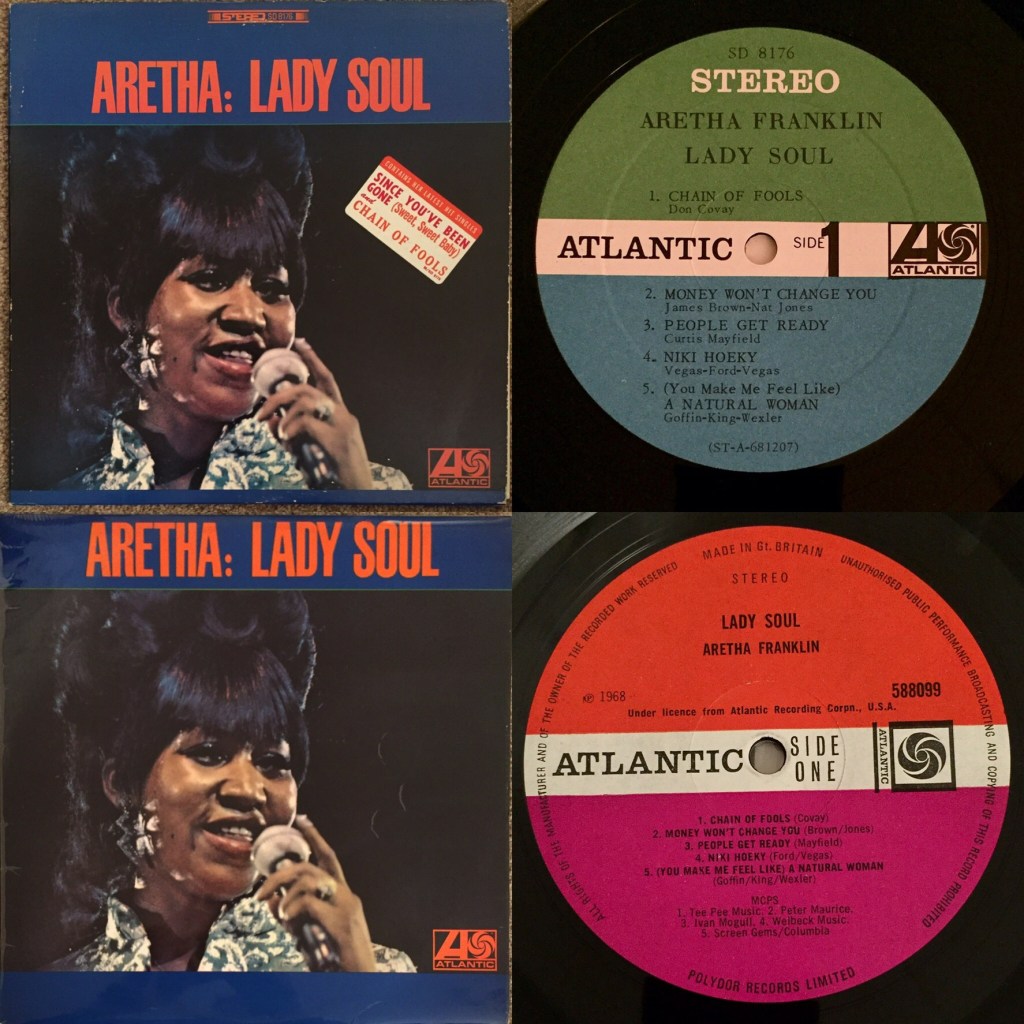 STEREO SD 8176
ARETHA: LADY SOUL
CONTAINS HER LATEST HIT SINGLES
SINCE YOU'VE BEEN
GONE (Sweet, Sweet Baby)
and
CHAIN OF FOOLS
ATLANTIC
SD 8176
STEREO
ARETHA FRANKLIN
LADY SOUL
1. CHAIN OF FOOLS
Don Covay
ATLANTIC SIDE 1 ATLANTIC
2. MONEY WON'T CHANGE YOU
James Brown-Nat Jones
3. PEOPLE GET READY
Curtis Mayfield
4. NIKI HOEKY
Vegas-Ford-Vegas
5. (You Make Me Feel Like)
A NATURAL WOMAN
Goffin-King-Wexler
(ST-A-681207)
ARETHA: LADY SOUL
ATLANTIC
ALL RIGHTS OF THE MANUFACTURER AND OF THE OWNER OF THE RECORDED WORK RESERVED
MADE IN Gt. BRITAIN
UNAUTHORISED PUBLIC PERFORMANCE BROADCASTING AND COPYING OF THIS RECORD PROHIBITED
STEREO
LADY SOUL
ARETHA FRANKLIN
℗ 1968
588099
Under licence from Atlantic Recording Corpn., U.S.A.
ATLANTIC SIDE ONE ATLANTIC
1. CHAIN OF FOOLS (Covay)
2. MONEY WON'T CHANGE YOU (Brown/Jones)
3. PEOPLE GET READY (Mayfield)
4. NIKI HOEKY (Ford/Vegas)
5. (YOU MAKE ME FEEL LIKE) A NATURAL WOMAN
(Goffin/King/Wexler)
MCPS
1. Tee Pee Music. 2. Peter Maurice.
3. Ivan Mogull. 4. Welbeck Music.
5. Screen Gems/Columbia
POLYDOR RECORDS LIMITED